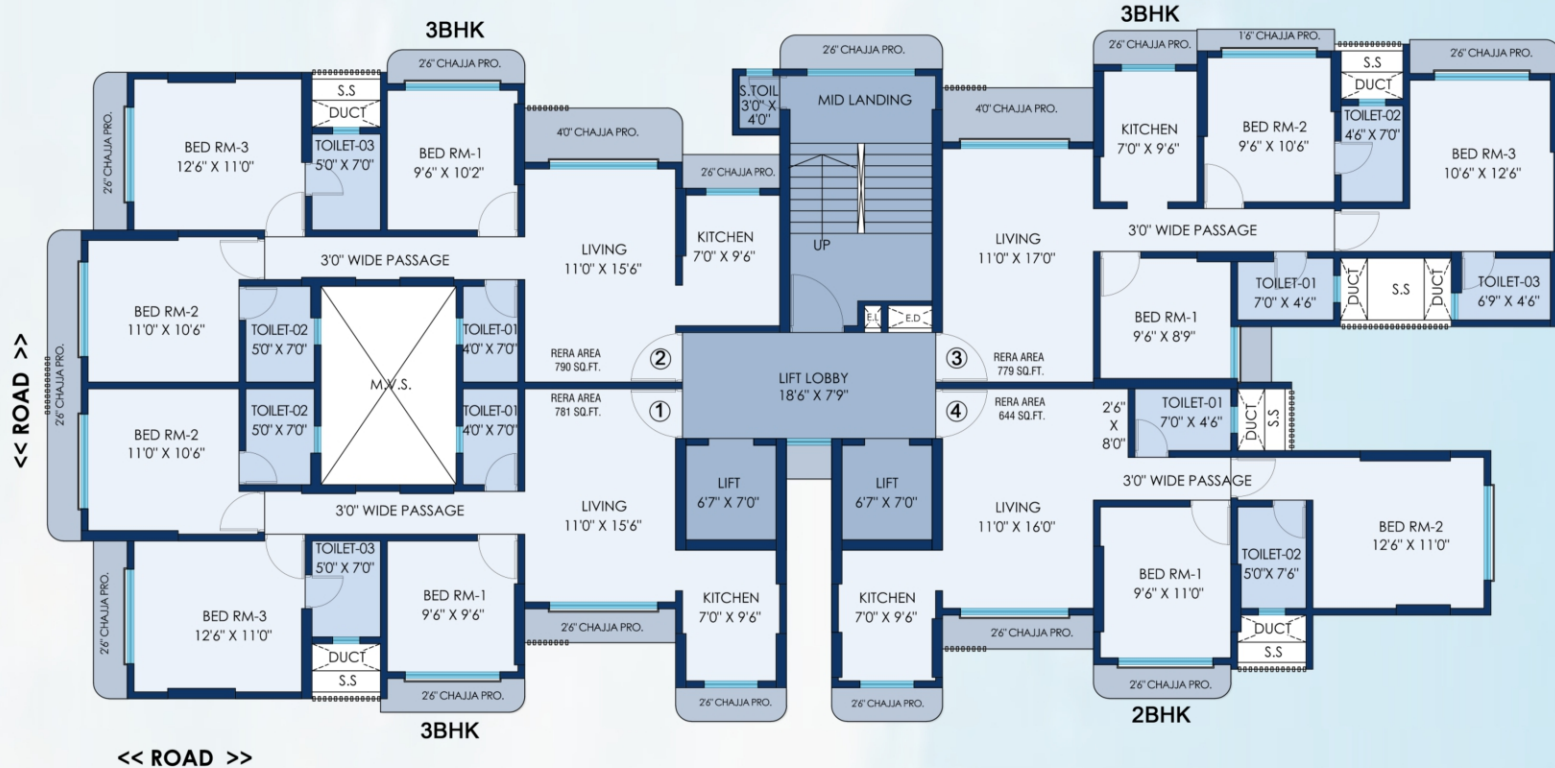 3BHK
2'6" CHAJJA PRO.
BED RM-3
12'6" X 11'0"
2'6" CHAJJA PRO.
S.S
DUCT
TOILET-03
5'0" X 7'0"
BED RM-1
9'6" X 10'2"
4'0" CHAJJA PRO.
2'6" CHAJJA PRO.
LIVING
11'0" X 15'6"
KITCHEN
7'0" X 9'6"
3'0" WIDE PASSAGE
BED RM-2
11'0" X 10'6"
TOILET-02
5'0" X 7'0"
TOILET-01
4'0" X 7'0"
RERA AREA
790 SQ.FT.
2
M.V.S.
2'6" CHAJJA PRO.
<< ROAD >>
RERA AREA
781 SQ.FT.
1
BED RM-2
11'0" X 10'6"
TOILET-02
5'0" X 7'0"
TOILET-01
4'0" X 7'0"
3'0" WIDE PASSAGE
LIVING
11'0" X 15'6"
2'6" CHAJJA PRO.
BED RM-3
12'6" X 11'0"
TOILET-03
5'0" X 7'0"
DUCT
S.S
BED RM-1
9'6" X 9'6"
2'6" CHAJJA PRO.
2'6" CHAJJA PRO.
KITCHEN
7'0" X 9'6"
2'6" CHAJJA PRO.
3BHK
<< ROAD >>
2'6" CHAJJA PRO.
S.TOIL
3'0" X
4'0"
MID LANDING
UP
E.L
E.D
LIFT LOBBY
18'6" X 7'9"
LIFT
6'7" X 7'0"
LIFT
6'7" X 7'0"
3BHK
4'0" CHAJJA PRO.
2'6" CHAJJA PRO.
1'6" CHAJJA PRO.
2'6" CHAJJA PRO.
KITCHEN
7'0" X 9'6"
BED RM-2
9'6" X 10'6"
S.S
DUCT
TOILET-02
4'6" X 7'0"
BED RM-3
10'6" X 12'6"
3'0" WIDE PASSAGE
LIVING
11'0" X 17'0"
BED RM-1
9'6" X 8'9"
TOILET-01
7'0" X 4'6"
DUCT
S.S
DUCT
TOILET-03
6'9" X 4'6"
3
RERA AREA
779 SQ.FT.
4
RERA AREA
644 SQ.FT.
2'6"
X
8'0"
TOILET-01
7'0" X 4'6"
DUCT
S.S
3'0" WIDE PASSAGE
LIVING
11'0" X 16'0"
BED RM-2
12'6" X 11'0"
TOILET-02
5'0"X 7'6"
BED RM-1
9'6" X 11'0"
KITCHEN
7'0" X 9'6"
2'6" CHAJJA PRO.
DUCT
S.S
2'6" CHAJJA PRO.
2'6" CHAJJA PRO.
2BHK